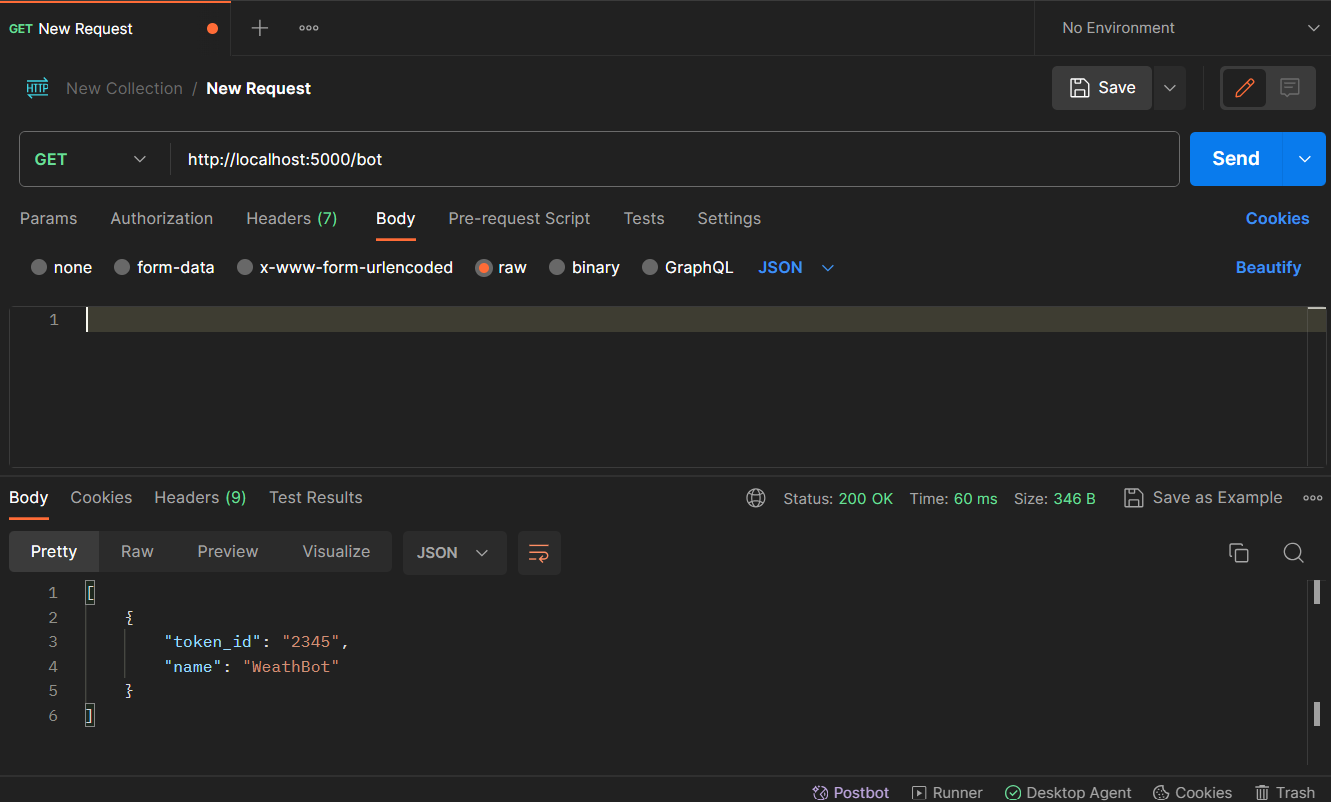 GET New Request
No Environment
HTTP New Collection / New Request
Save
GET http://localhost:5000/bot
Send
Params Authorization Headers (7) Body Pre-request Script Tests Settings Cookies
none form-data x-www-form-urlencoded raw binary GraphQL JSON Beautify
1
Body Cookies Headers (9) Test Results Status: 200 OK Time: 60 ms Size: 346 B Save as Example
Pretty Raw Preview Visualize JSON
1 [
2 {
3 "token_id": "2345",
4 "name": "WeathBot"
5 }
6 ]
Postbot Runner Desktop Agent Cookies Trash